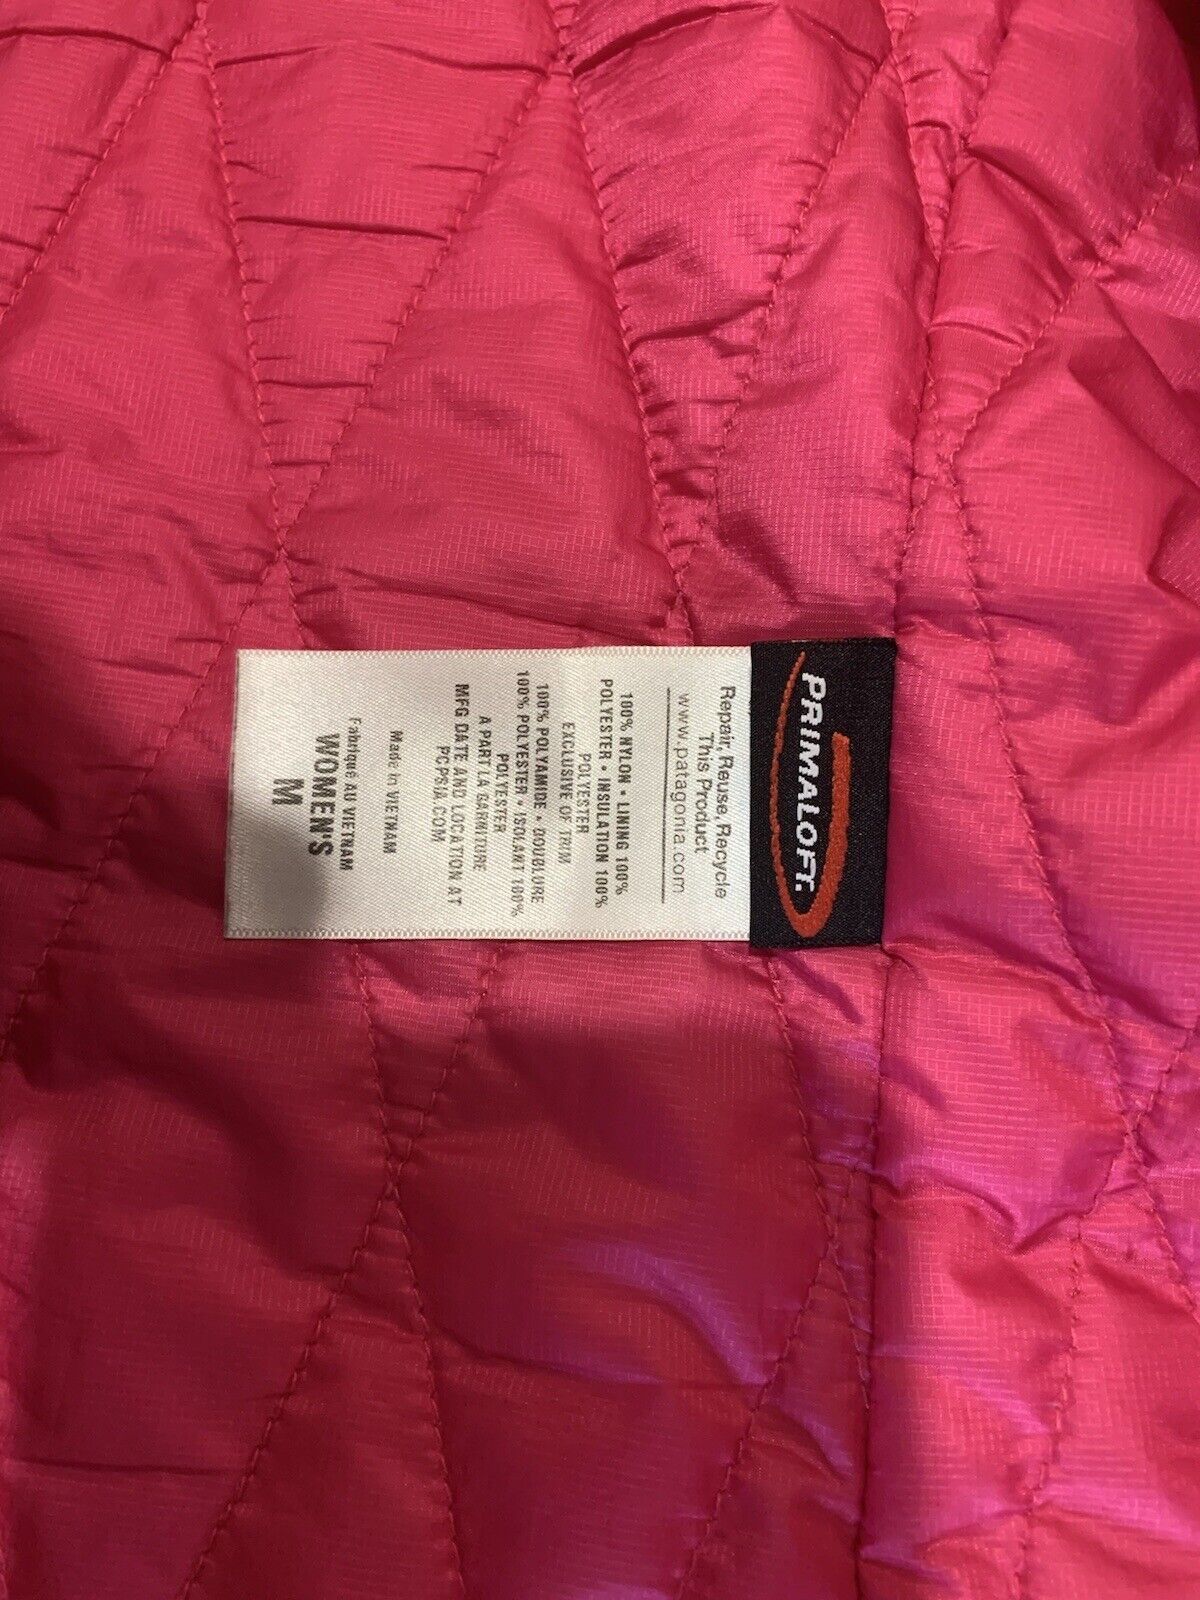 PRIMALOFT.
Repair, Reuse, Recycle
This Product
www.patagonia.com
100% NYLON • LINING 100%
POLYESTER • INSULATION 100%
POLYESTER
EXCLUSIVE OF TRIM
100% POLYAMIDE • DOUBLURE
100% POLYESTER • ISOLANT 100%
POLYESTER
A PART LA GARNITURE
MFG DATE AND LOCATION AT
PCPSIA.COM
Made in VIETNAM
Fabriqué AU VIETNAM
WOMEN'S
M